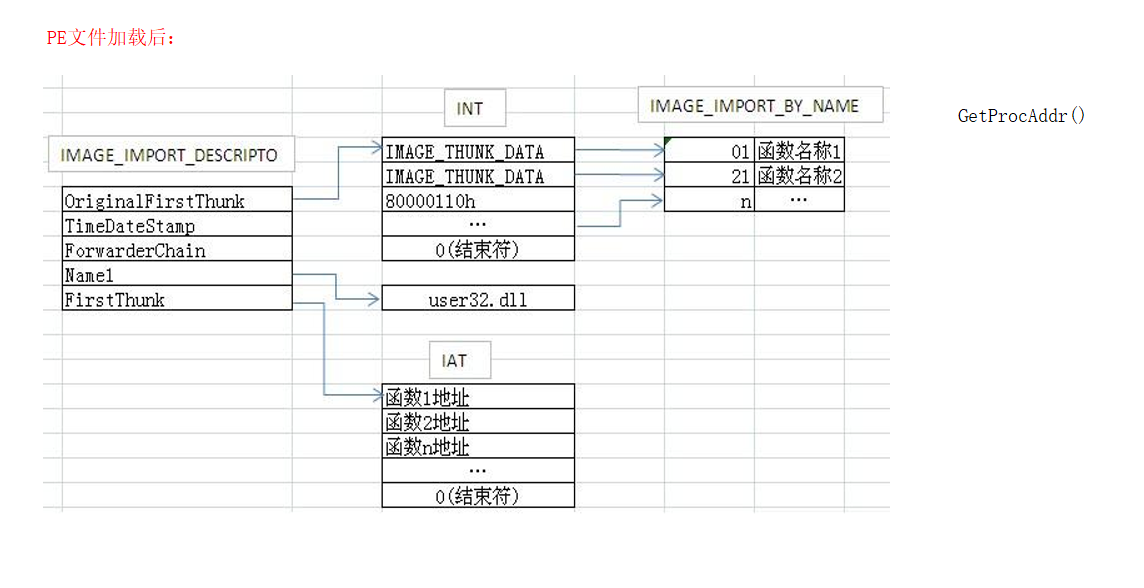 PE文件加载后:
INT
IMAGE_IMPORT_BY_NAME
GetProcAddr()
IMAGE_IMPORT_DESCRIPTO
IMAGE_THUNK_DATA
01 函数名称1
IMAGE_THUNK_DATA
21 函数名称2
OriginalFirstThunk
80000110h
n …
TimeDateStamp
…
ForwarderChain
0(结束符)
Name1
FirstThunk
user32.dll
IAT
函数1地址
函数2地址
函数n地址
…
0(结束符)